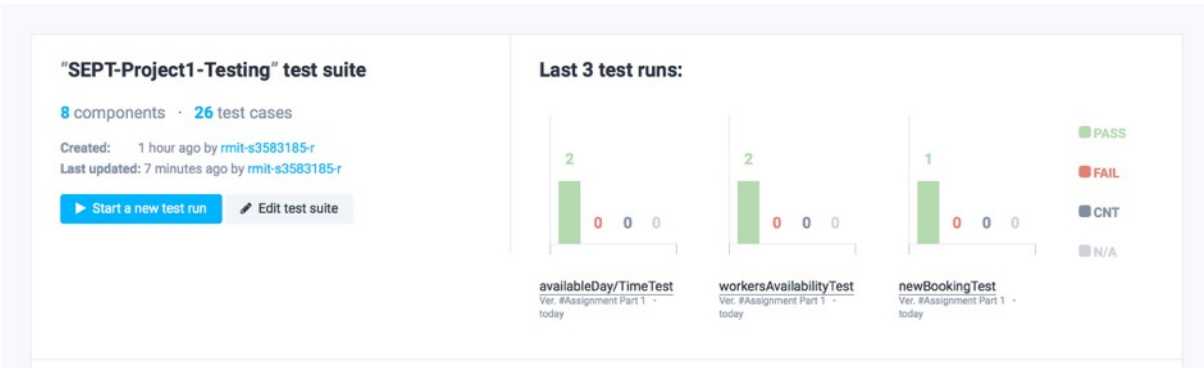 "SEPT-Project1-Testing" test suite
8 components · 26 test cases
Created: 1 hour ago by rmit-s3583185-r
Last updated: 7 minutes ago by rmit-s3583185-r
Start a new test run
Edit test suite
Last 3 test runs:
2 0 0 0
availableDay/TimeTest
Ver. #Assignment Part 1 ·
today
2 0 0 0
workersAvailabilityTest
Ver. #Assignment Part 1 ·
today
1 0 0 0
newBookingTest
Ver. #Assignment Part 1 ·
today
PASS
FAIL
CNT
N/A